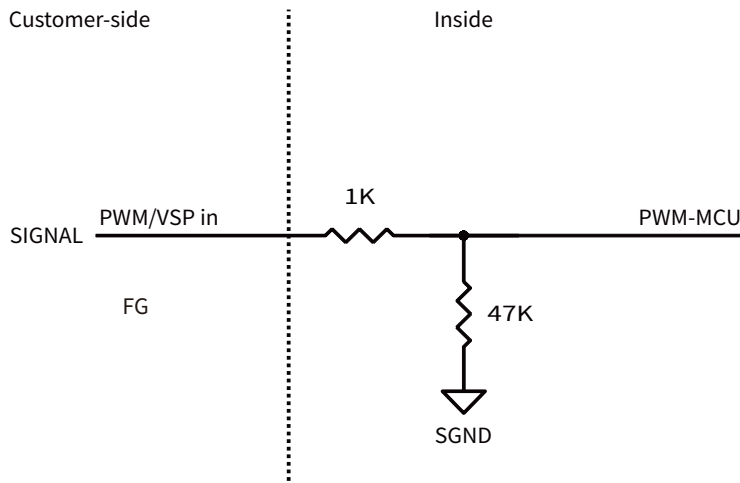 Customer-side
Inside
1K
PWM/VSP in
PWM-MCU
SIGNAL
FG
47K
SGND